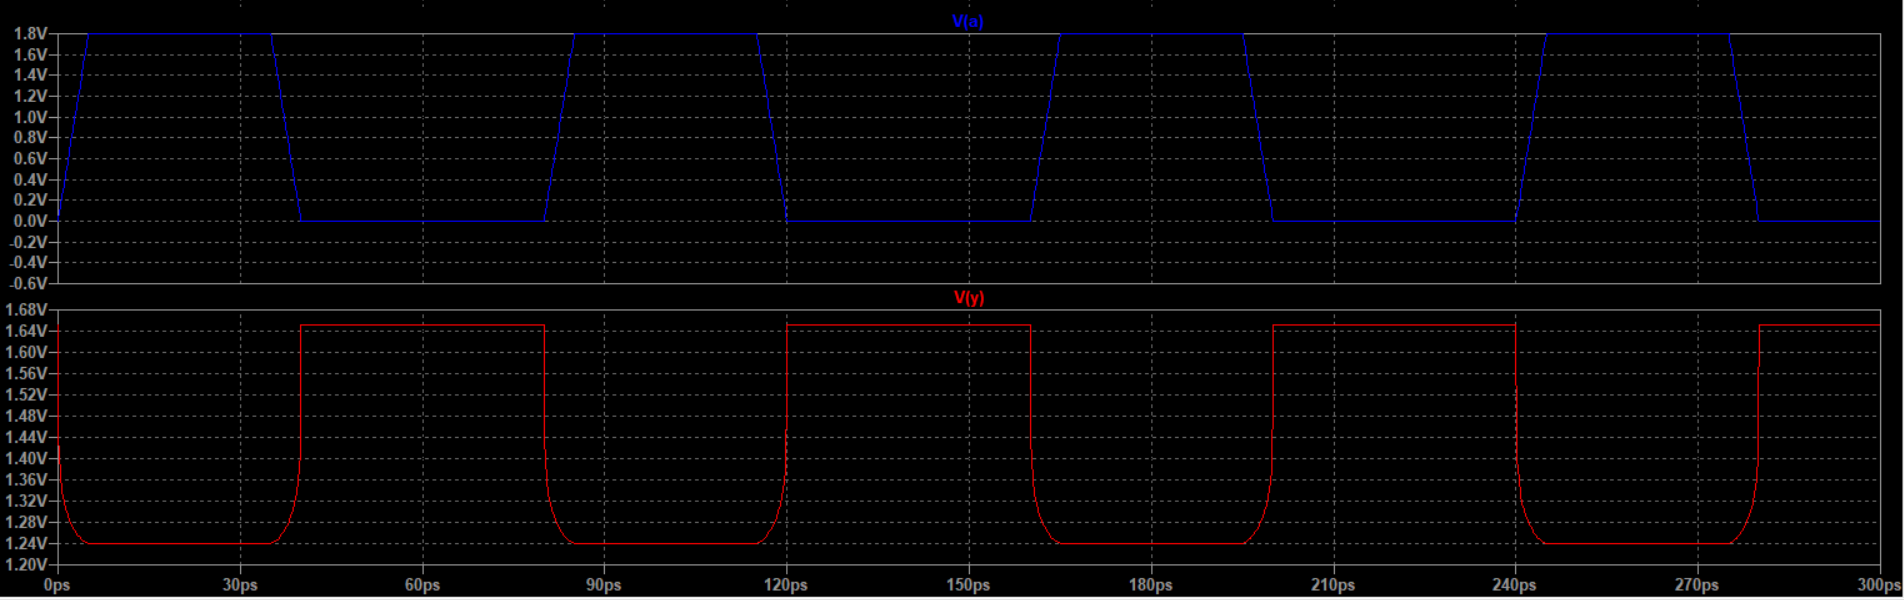 V(a)
1.8V
1.6V
1.4V
1.2V
1.0V
0.8V
0.6V
0.4V
0.2V
0.0V
-0.2V
-0.4V
-0.6V
V(y)
1.68V
1.64V
1.60V
1.56V
1.52V
1.48V
1.44V
1.40V
1.36V
1.32V
1.28V
1.24V
1.20V
0ps 30ps 60ps 90ps 120ps 150ps 180ps 210ps 240ps 270ps 300ps